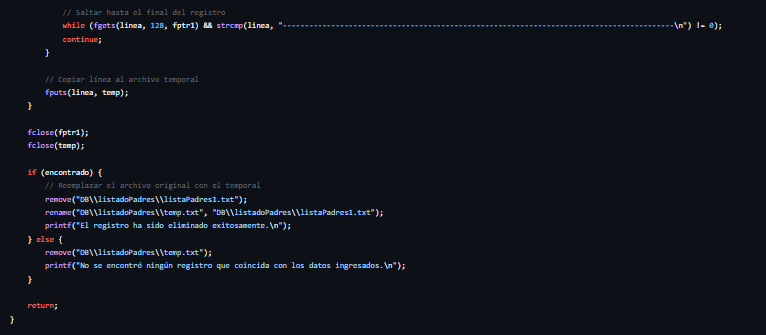 // Saltar hasta el final del registro
while (fgets(linea, 128, fptr1) && strcmp(linea, "----------------------------------------------------------------------------------------\n") != 0);
continue;
}
// Copiar línea al archivo temporal
fputs(linea, temp);
}
fclose(fptr1);
fclose(temp);
if (encontrado) {
// Reemplazar el archivo original con el temporal
remove("DB\\listadoPadres\\listaPadres1.txt");
rename("DB\\listadoPadres\\temp.txt", "DB\\listadoPadres\\listaPadres1.txt");
printf("El registro ha sido eliminado exitosamente.\n");
} else {
remove("DB\\listadoPadres\\temp.txt");
printf("No se encontró ningún registro que coincida con los datos ingresados.\n");
}
return;
}